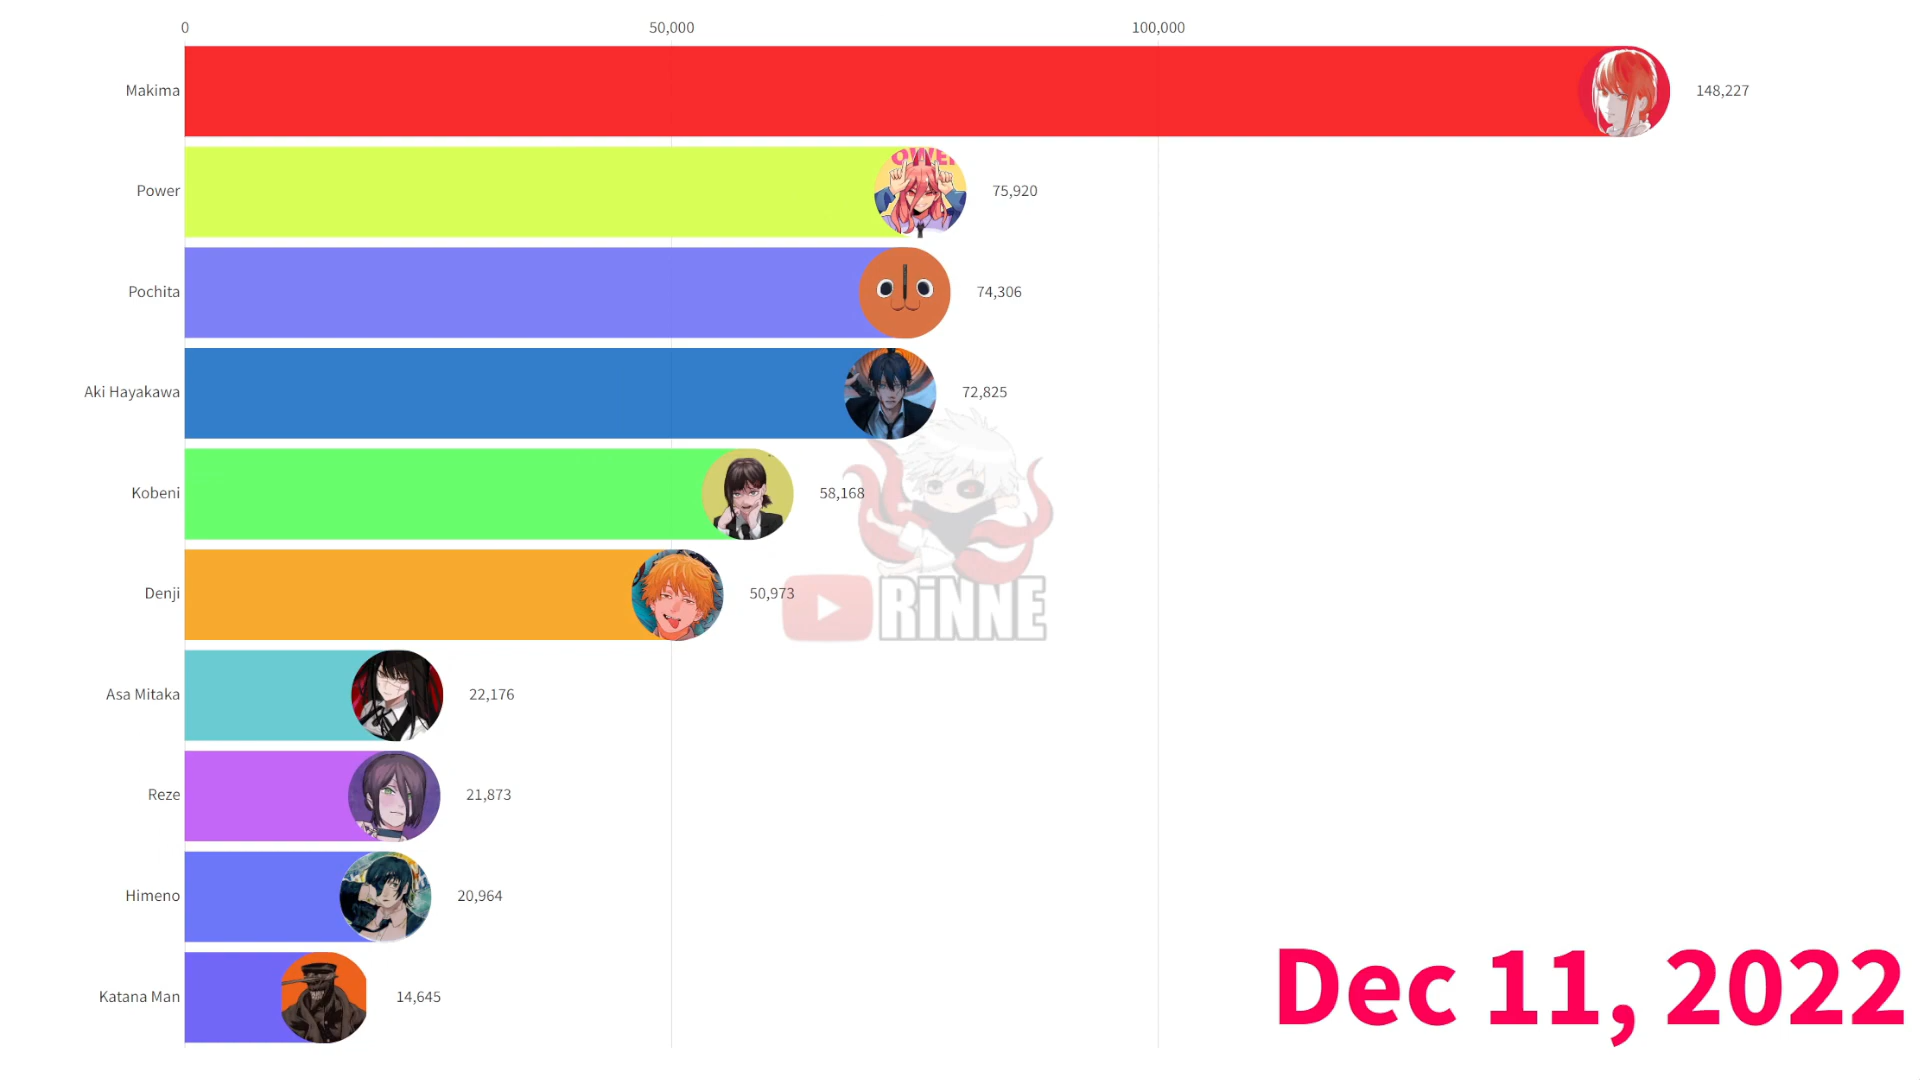 0 50,000 100,000
Makima 148,227
OWER
Power 75,920
Pochita 74,306
Aki Hayakawa 72,825
Kobeni 58,168
Denji 50,973
RiNNE
Asa Mitaka 22,176
Reze 21,873
Himeno 20,964
Katana Man 14,645
Dec 11, 2022